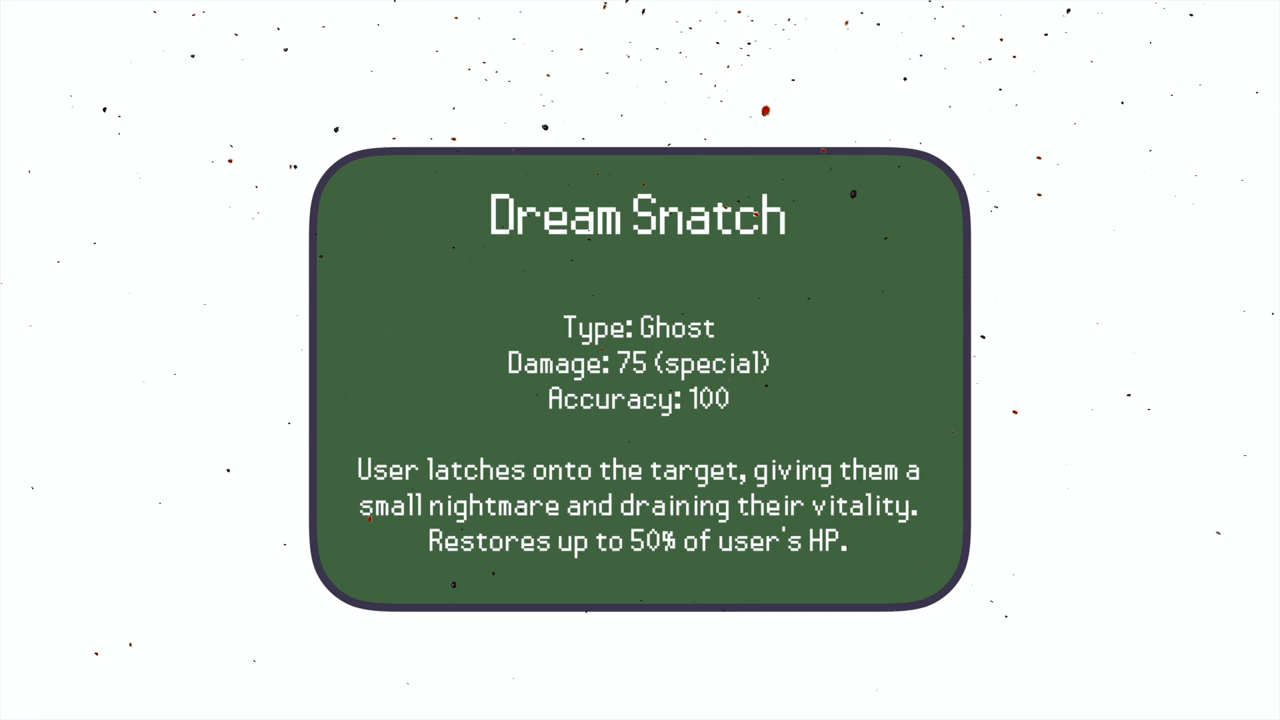 Dream Snatch
Type: Ghost
Damage: 75 (special)
Accuracy: 100
User latches onto the target, giving them a
small nightmare and draining their vitality.
Restores up to 50% of user's HP.